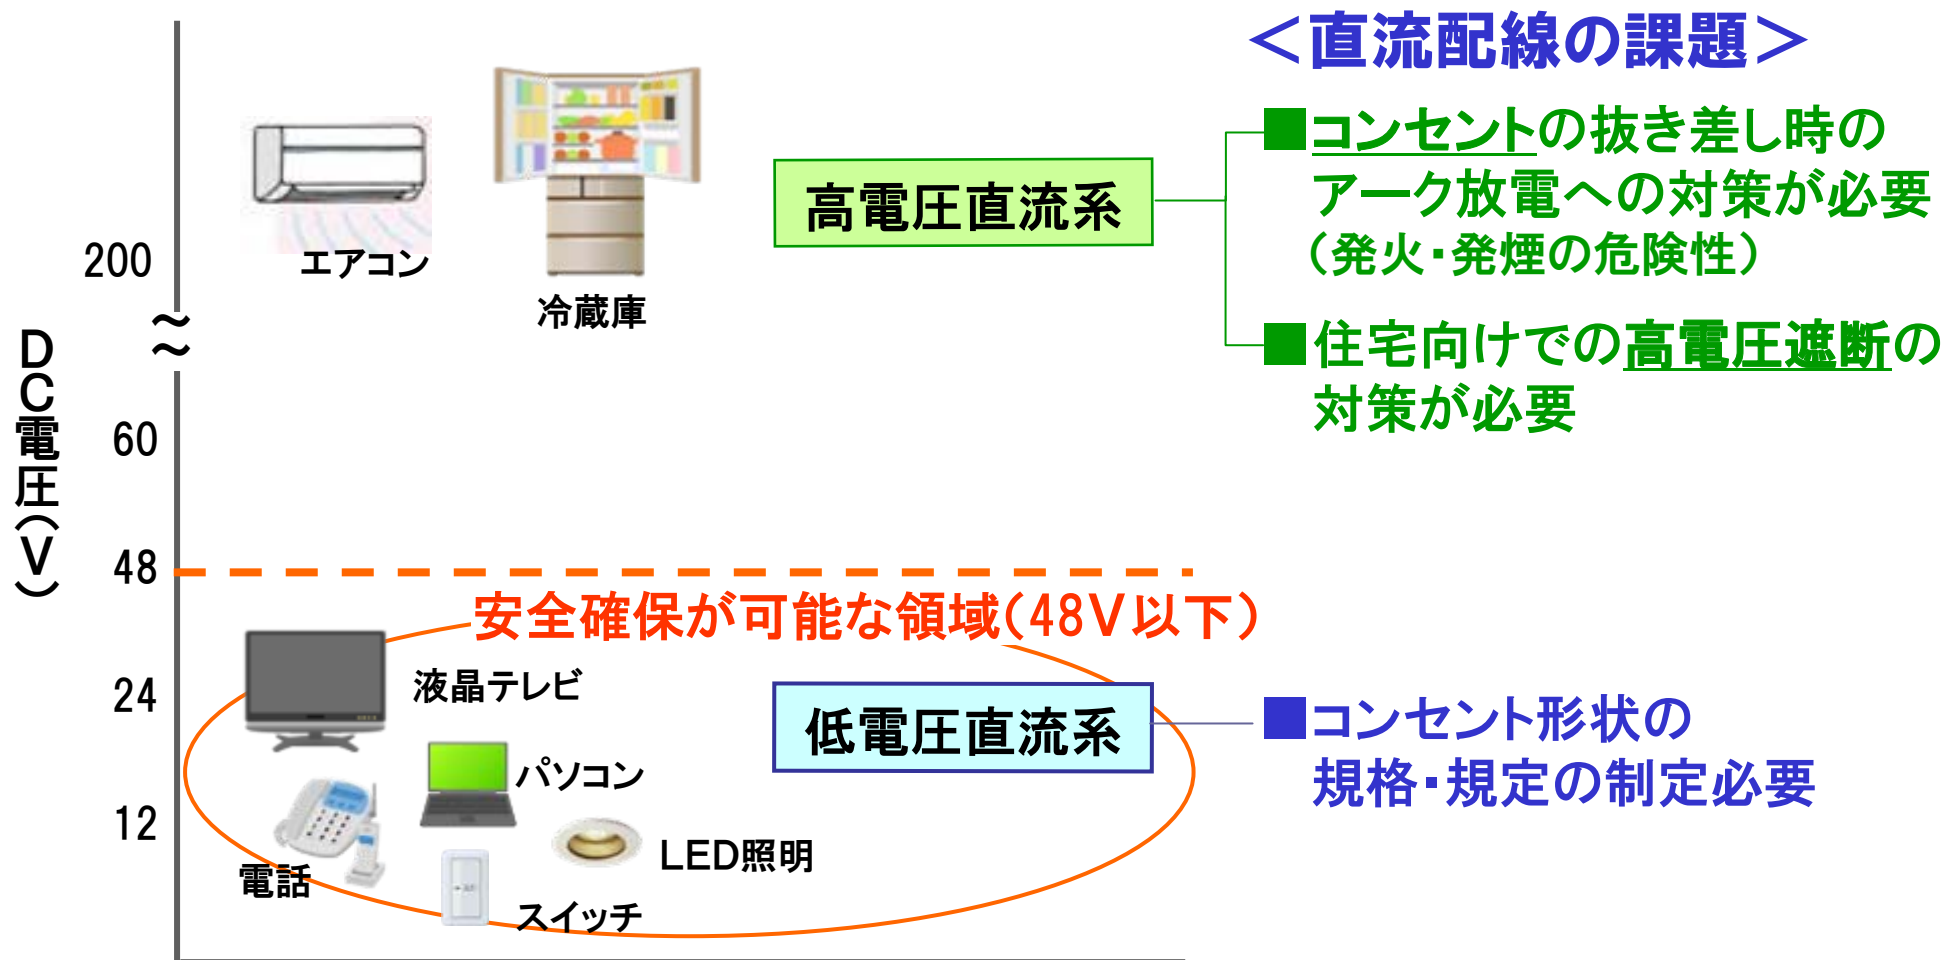 ＜直流配線の課題＞
■コンセントの抜き差し時の
アーク放電への対策が必要
（発火・発煙の危険性）
■住宅向けでの高電圧遮断の
対策が必要
高電圧直流系
エアコン
冷蔵庫
DC電圧（V）
200
60
48
24
12
安全確保が可能な領域（48V以下）
液晶テレビ
低電圧直流系
■コンセント形状の
規格・規定の制定必要
パソコン
LED照明
電話
スイッチ